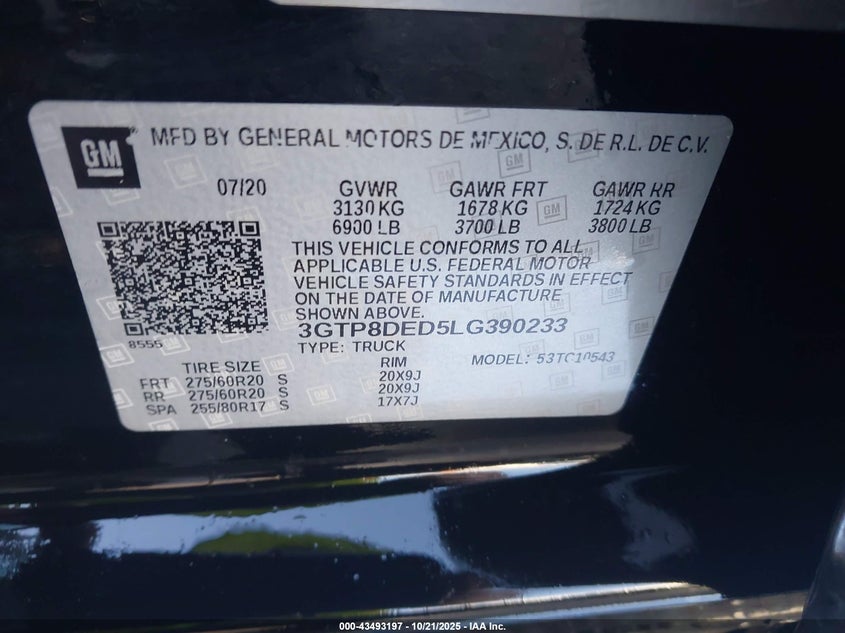 GM MFD BY GENERAL MOTORS DE MEXICO, S. DE R.L. DE C.V.
07/20 GVWR GAWR FRT GAWR RR
3130 KG 1678 KG 1724 KG
6900 LB 3700 LB 3800 LB
THIS VEHICLE CONFORMS TO ALL
APPLICABLE U.S. FEDERAL MOTOR
VEHICLE SAFETY STANDARDS IN EFFECT
ON THE DATE OF MANUFACTURE
SHOWN ABOVE.
3GTP8DED5LG390233
8555 TYPE: TRUCK MODEL: 53TC10543
TIRE SIZE RIM
FRT 275/60R20 S 20X9J
RR 275/60R20 S 20X9J
SPA 255/80R17 S 17X7J
000-43493197 - 10/21/2025 - IAA Inc.